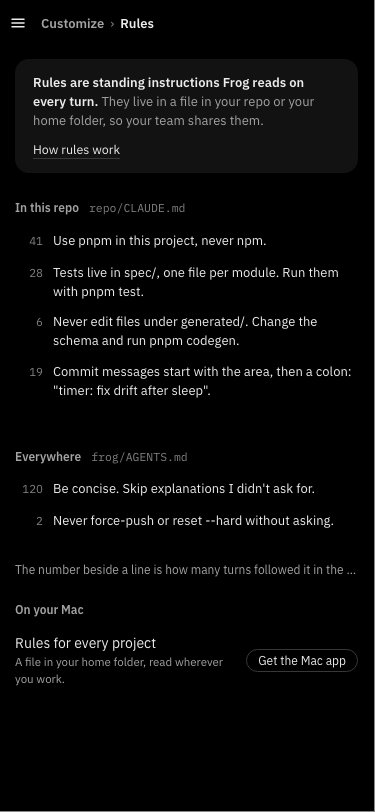 Customize › Rules
Rules are standing instructions Frog reads on
every turn. They live in a file in your repo or your
home folder, so your team shares them.
How rules work
In this repo repo/CLAUDE.md
41 Use pnpm in this project, never npm.
28 Tests live in spec/, one file per module. Run them
with pnpm test.
6 Never edit files under generated/. Change the
schema and run pnpm codegen.
19 Commit messages start with the area, then a colon:
"timer: fix drift after sleep".
Everywhere frog/AGENTS.md
120 Be concise. Skip explanations I didn't ask for.
2 Never force-push or reset --hard without asking.
The number beside a line is how many turns followed it in the ...
On your Mac
Rules for every project
A file in your home folder, read wherever
you work.
Get the Mac app